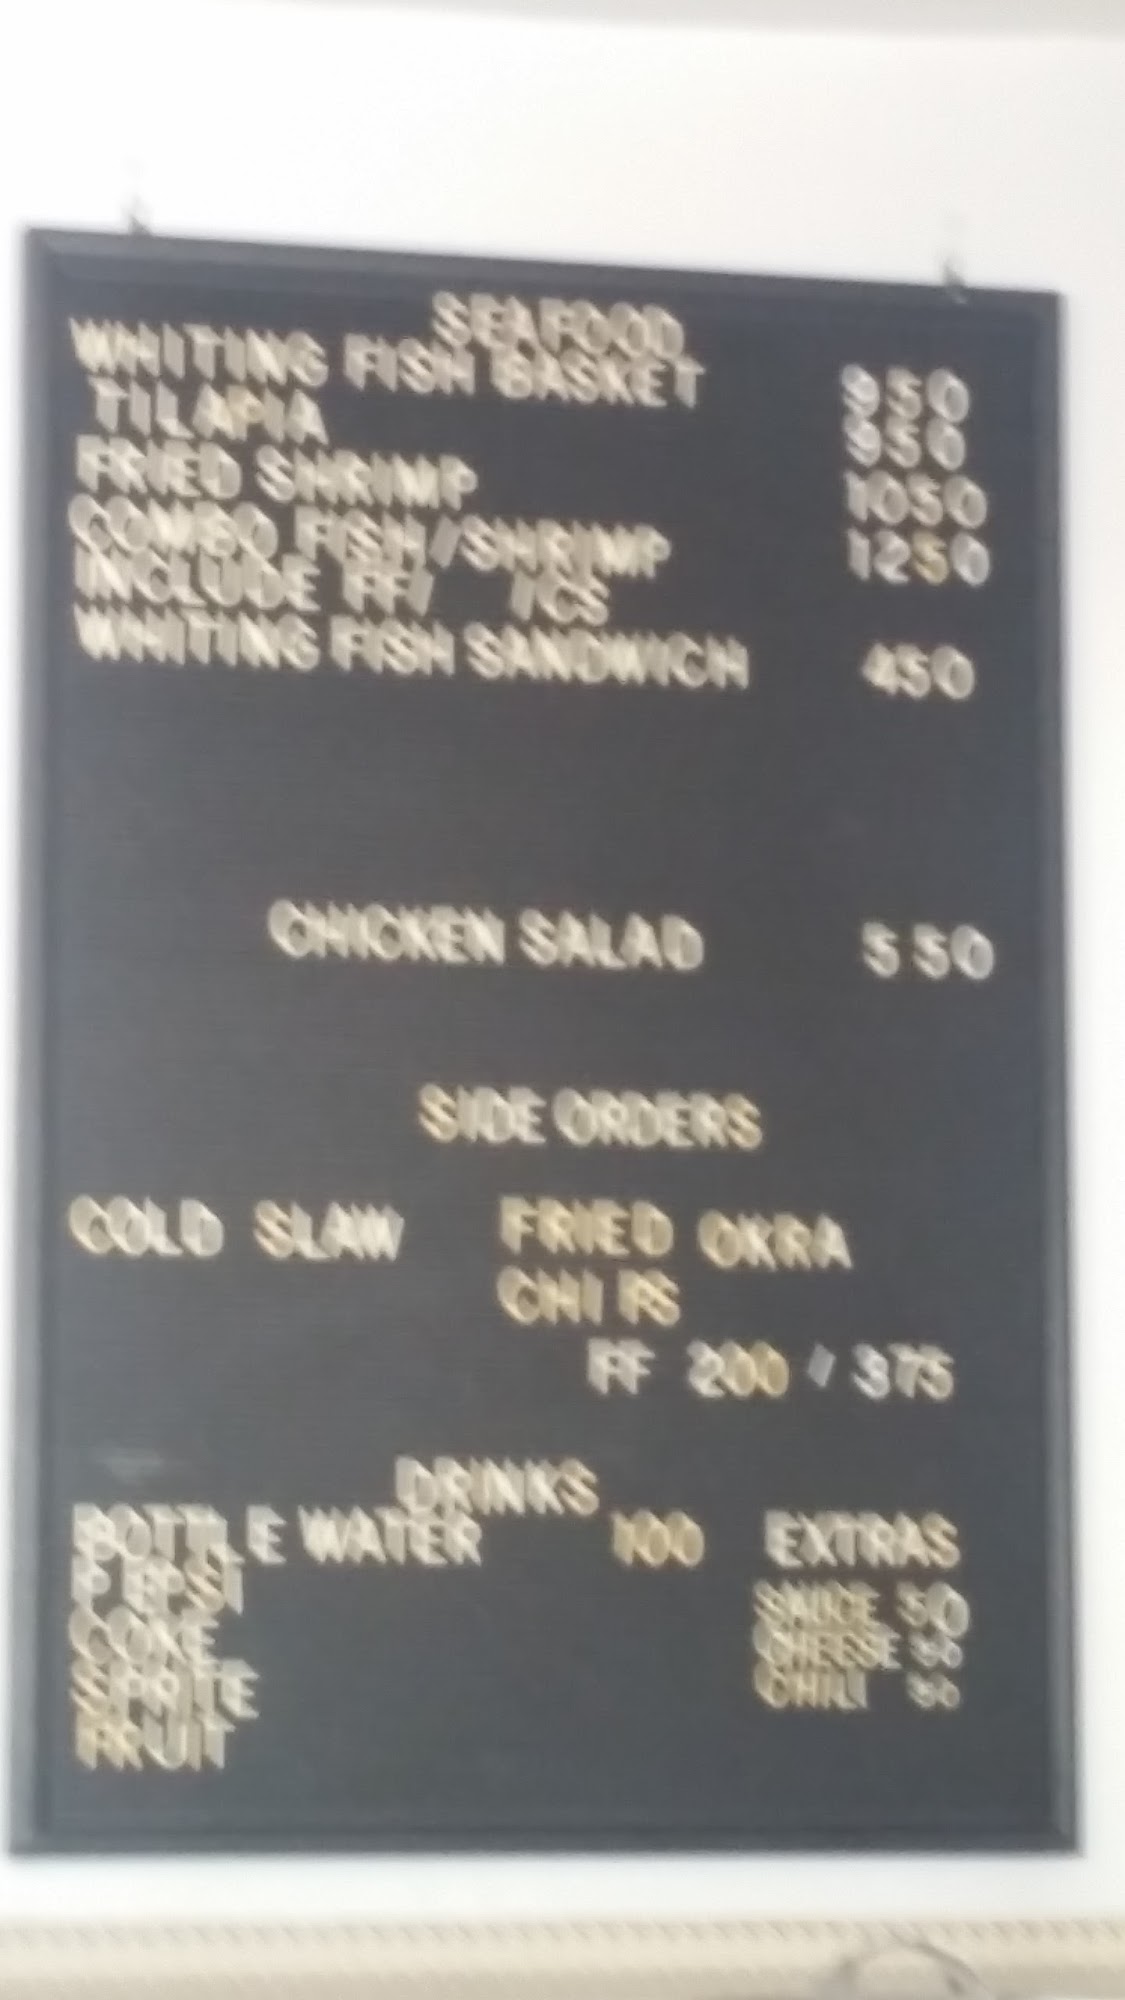 SEAFOOD
WHITING FISH BASKET 950
TILAPIA 950
FRIED SHRIMP 1050
COMBO FISH/SHRIMP 1250
INCLUDE FF/ /CS
WHITING FISH SANDWICH 450
CHICKEN SALAD 550
SIDE ORDERS
COLD SLAW FRIED OKRA
CHIPS
FF 200 / 375
DRINKS
BOTTLE WATER 100 EXTRAS
PEPSI SAUCE 50
COKE CHEESE
SPRITE CHILI
FRUIT